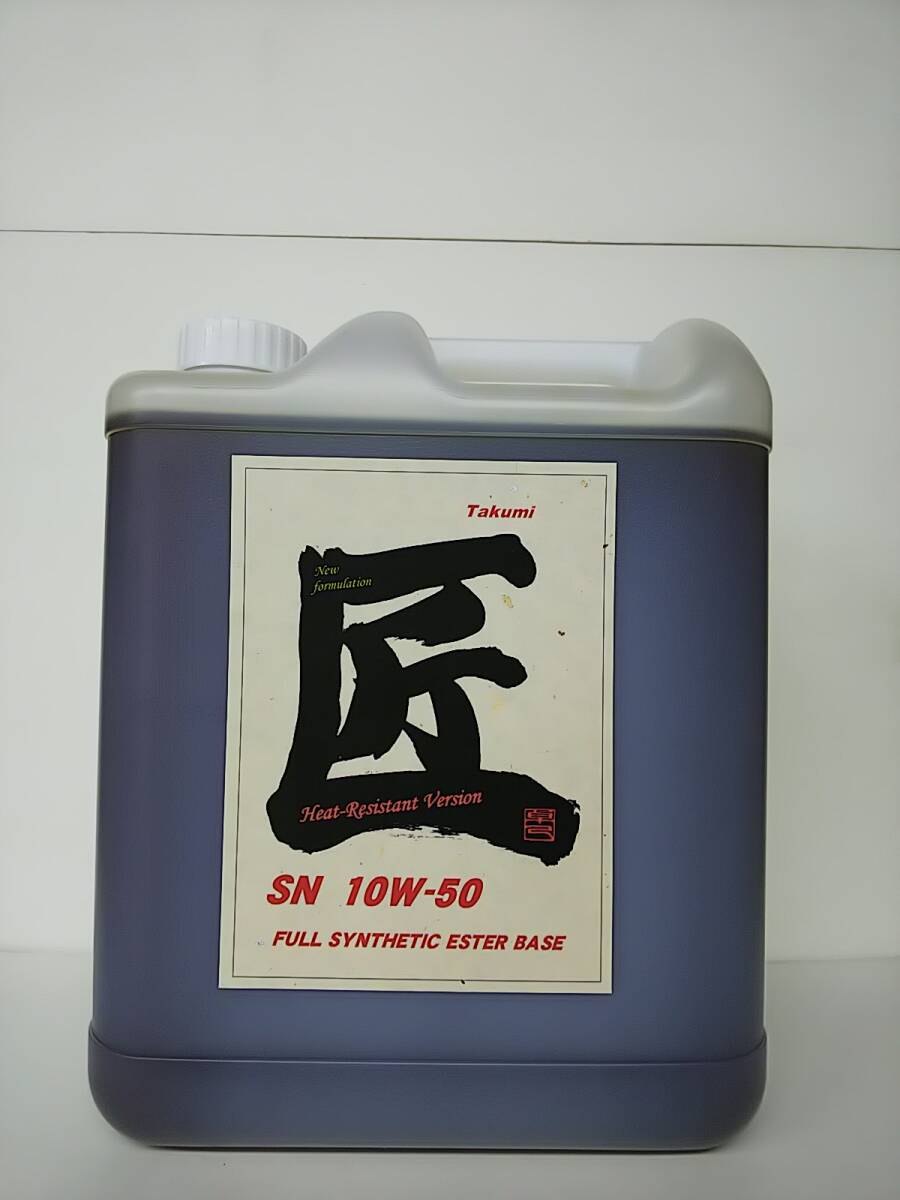 Takumi
匠
New
formulation
Heat-Resistant Version
SN 10W-50
FULL SYNTHETIC ESTER BASE